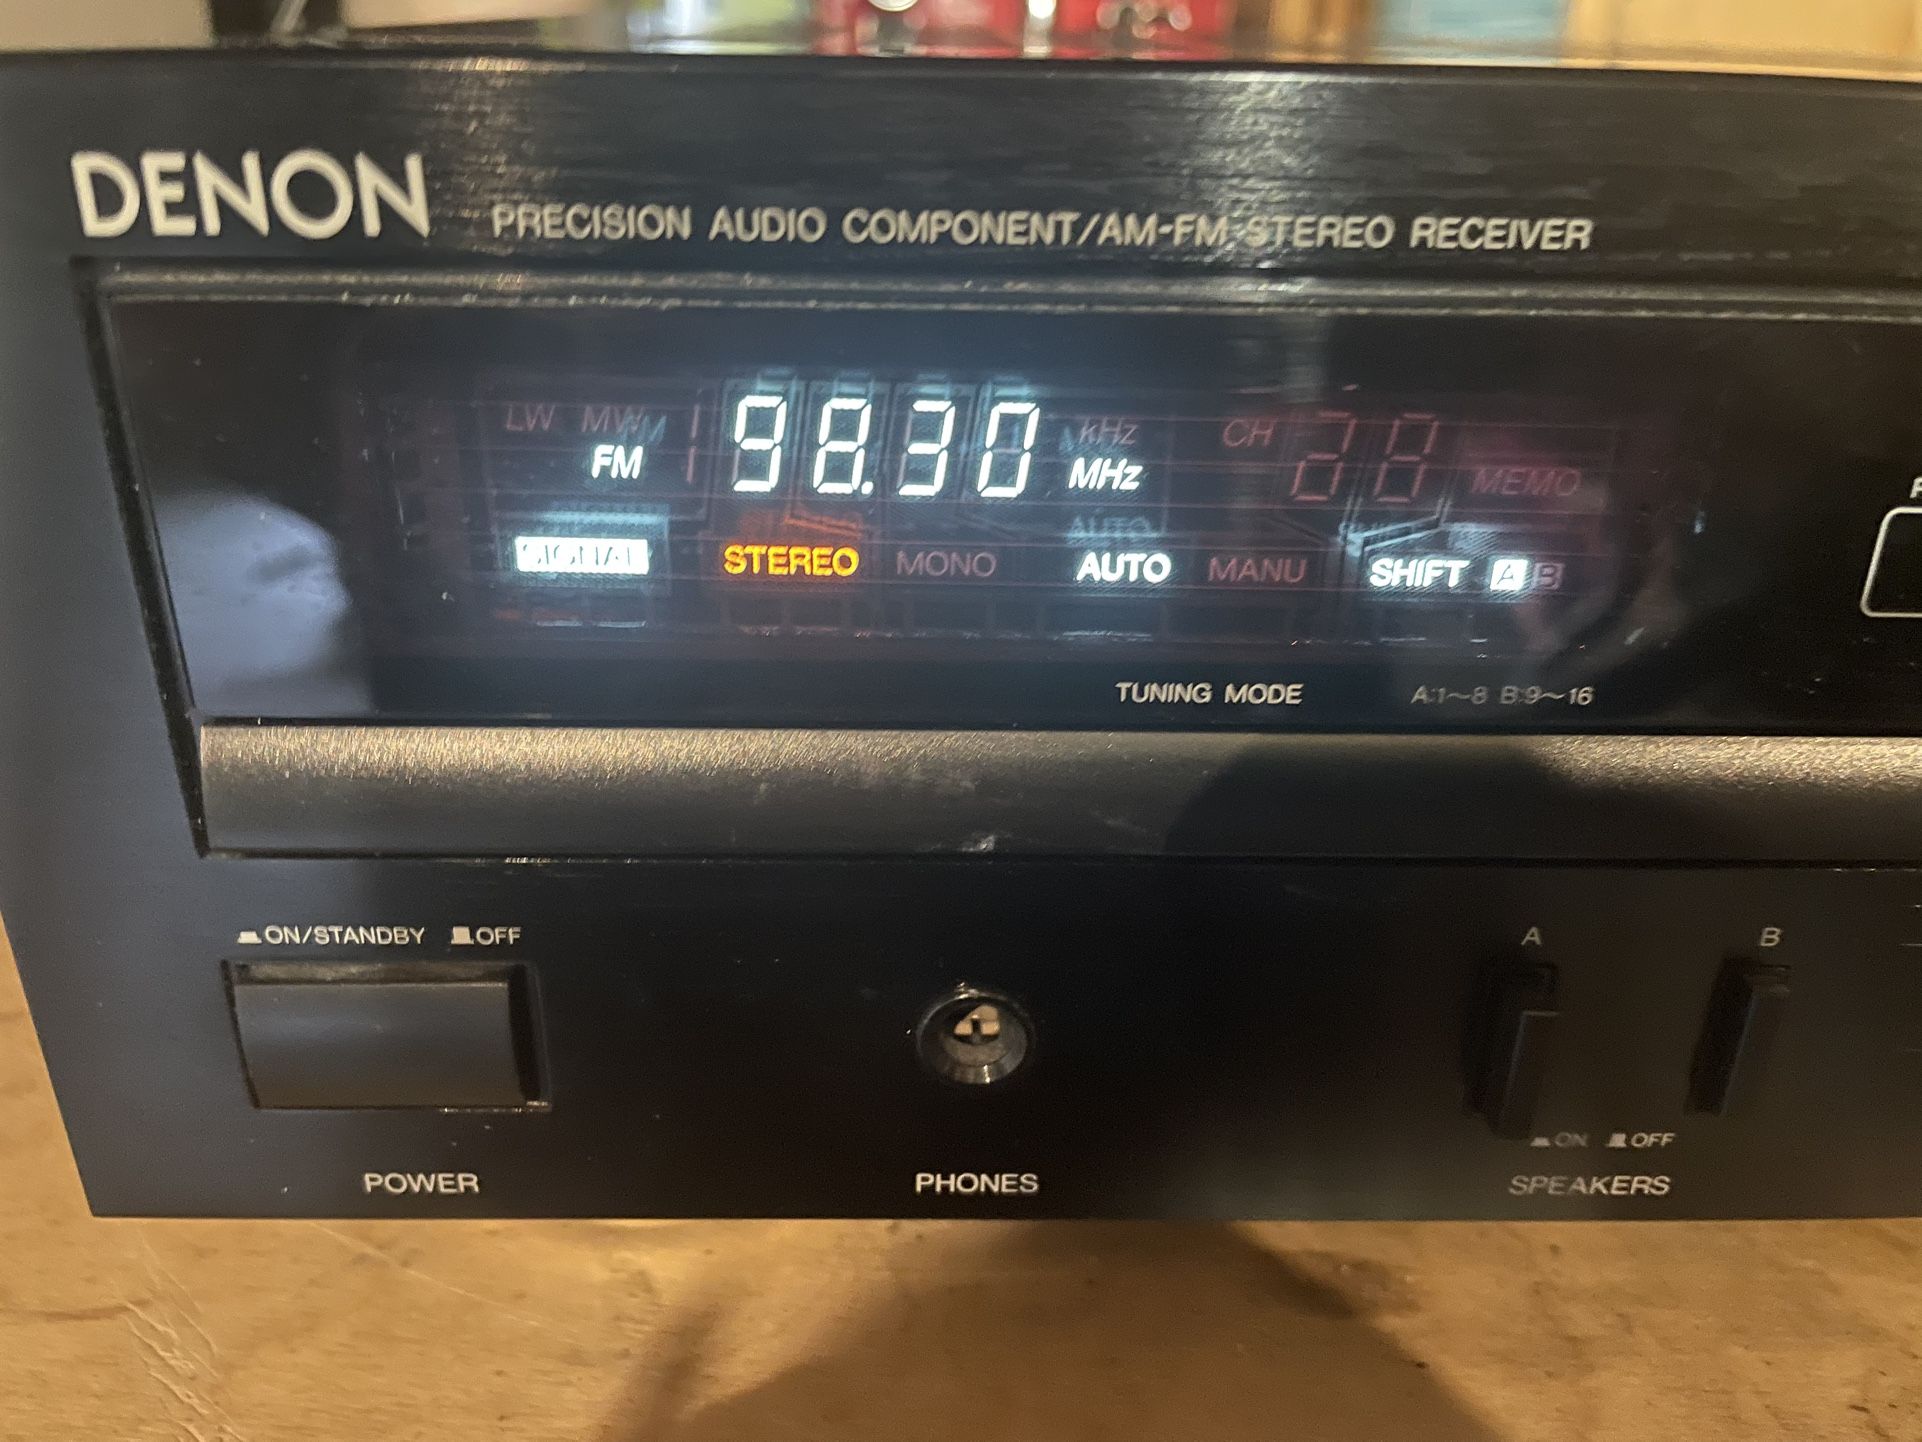 DENON PRECISION AUDIO COMPONENT/AM-FM STEREO RECEIVER
LW MW kHz CH
FM 98.30 MHz MEMO
SIGNAL STEREO MONO AUTO MANU SHIFT A B
TUNING MODE A:1~8 B:9~16
ON/STANDBY OFF
A B
ON OFF
POWER PHONES SPEAKERS